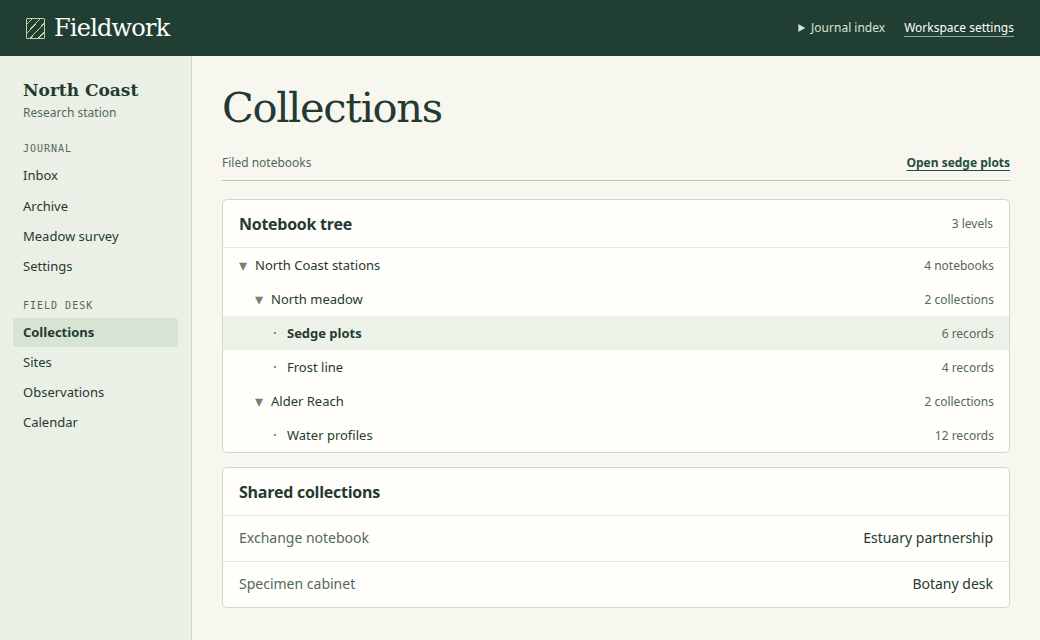 Fieldwork
Journal index
Workspace settings
North Coast
Research station
JOURNAL
Inbox
Archive
Meadow survey
Settings
FIELD DESK
Collections
Sites
Observations
Calendar
Collections
Filed notebooks
Open sedge plots
Notebook tree
3 levels
North Coast stations
4 notebooks
North meadow
2 collections
Sedge plots
6 records
Frost line
4 records
Alder Reach
2 collections
Water profiles
12 records
Shared collections
Exchange notebook
Estuary partnership
Specimen cabinet
Botany desk